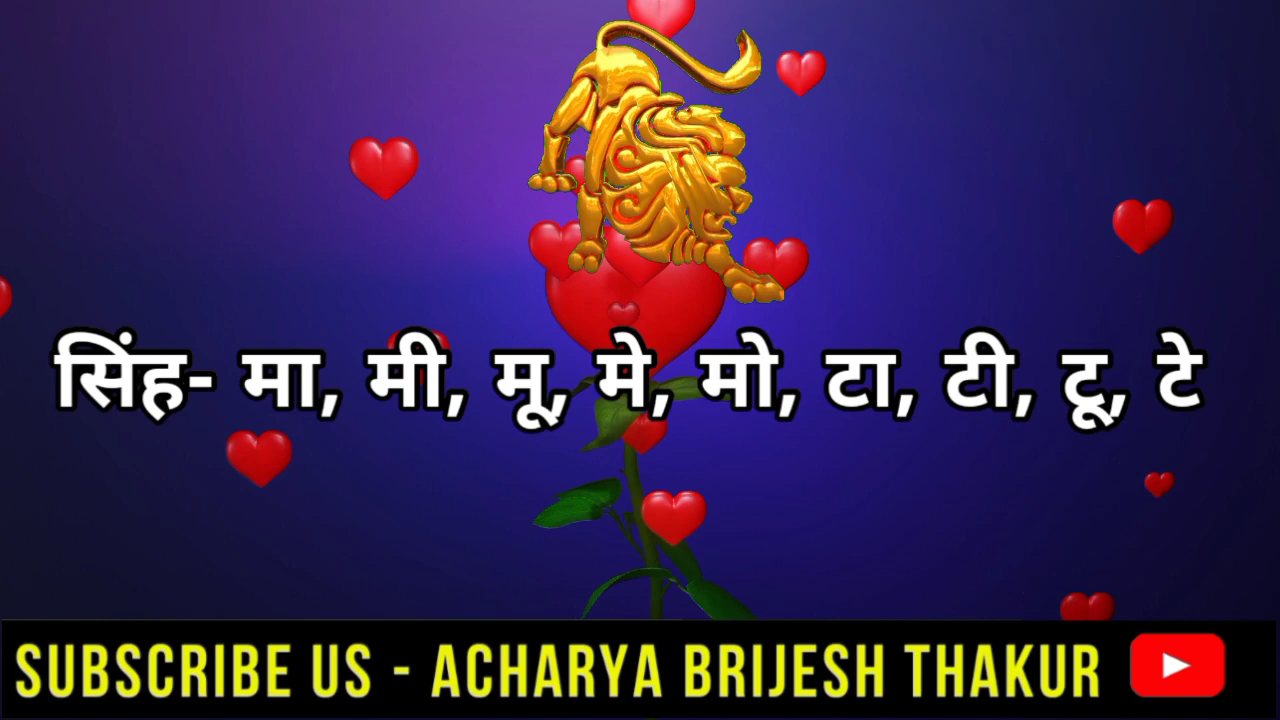 सिंह- मा, मी, मू, मे, मो, टा, टी, टू, टे
SUBSCRIBE US - ACHARYA BRIJESH THAKUR